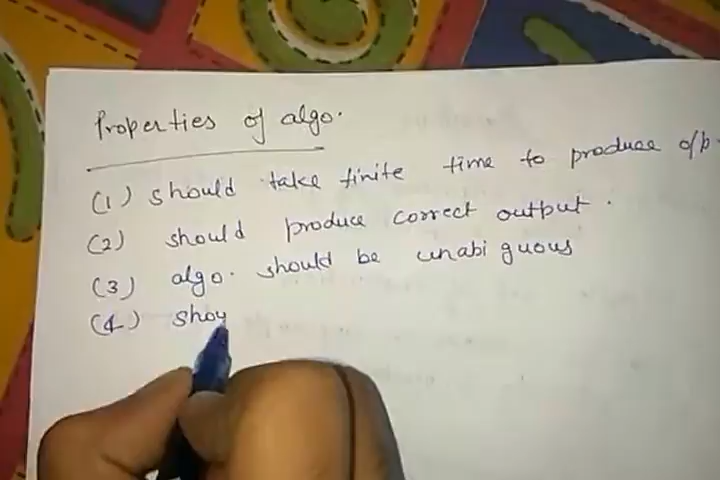 Properties of algo.
(1) should take finite time to produce o/p.
(2) should produce correct output.
(3) algo. should be unabiguous
(4) shou